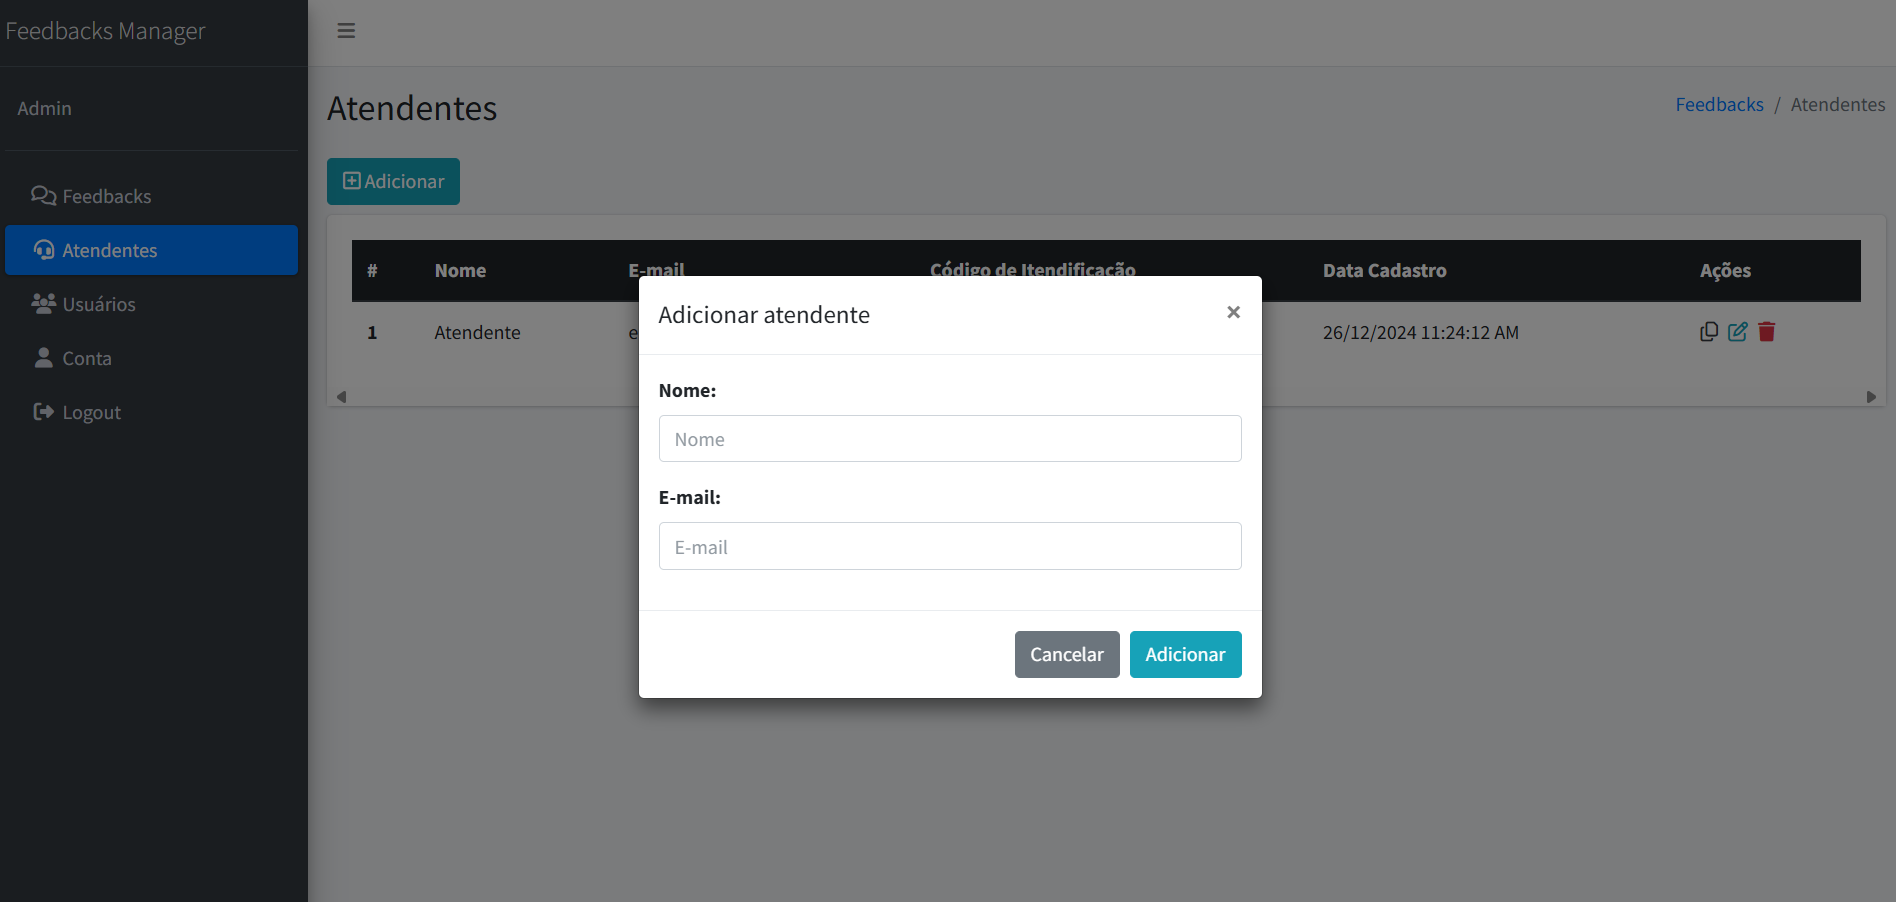 Feedbacks Manager
Admin
Feedbacks
Atendentes
Usuários
Conta
Logout
Atendentes
Feedbacks / Atendentes
Adicionar
# Nome E-mail Código de Itendificação Data Cadastro Ações
1 Atendente e 26/12/2024 11:24:12 AM
Adicionar atendente ×
Nome:
Nome
E-mail:
E-mail
Cancelar Adicionar